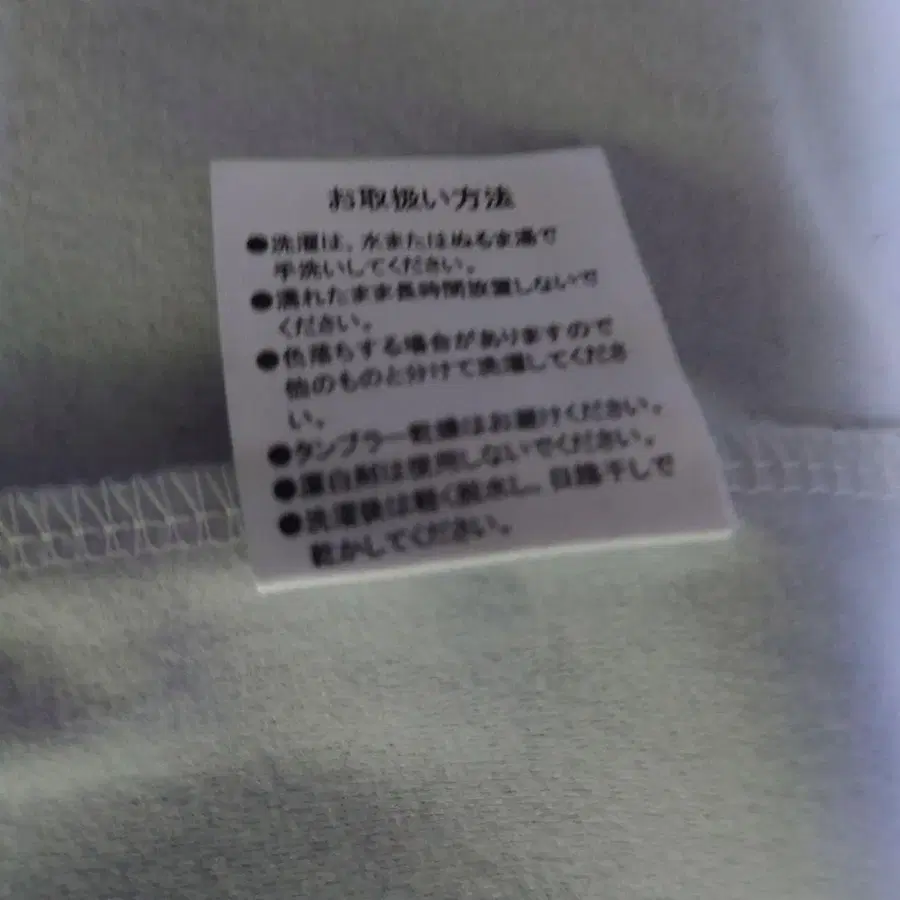 お取扱い方法
●洗濯は、水またはぬるま湯で
手洗いしてください。
●濡れたまま長時間放置しないで
ください。
●色落ちする場合がありますので
他のものと分けて洗濯してくださ
い。
●タンブラー乾燥はお避けください。
●漂白剤は使用しないでください。
●洗濯後は軽く脱水し、日陰干しで
乾かしてください。